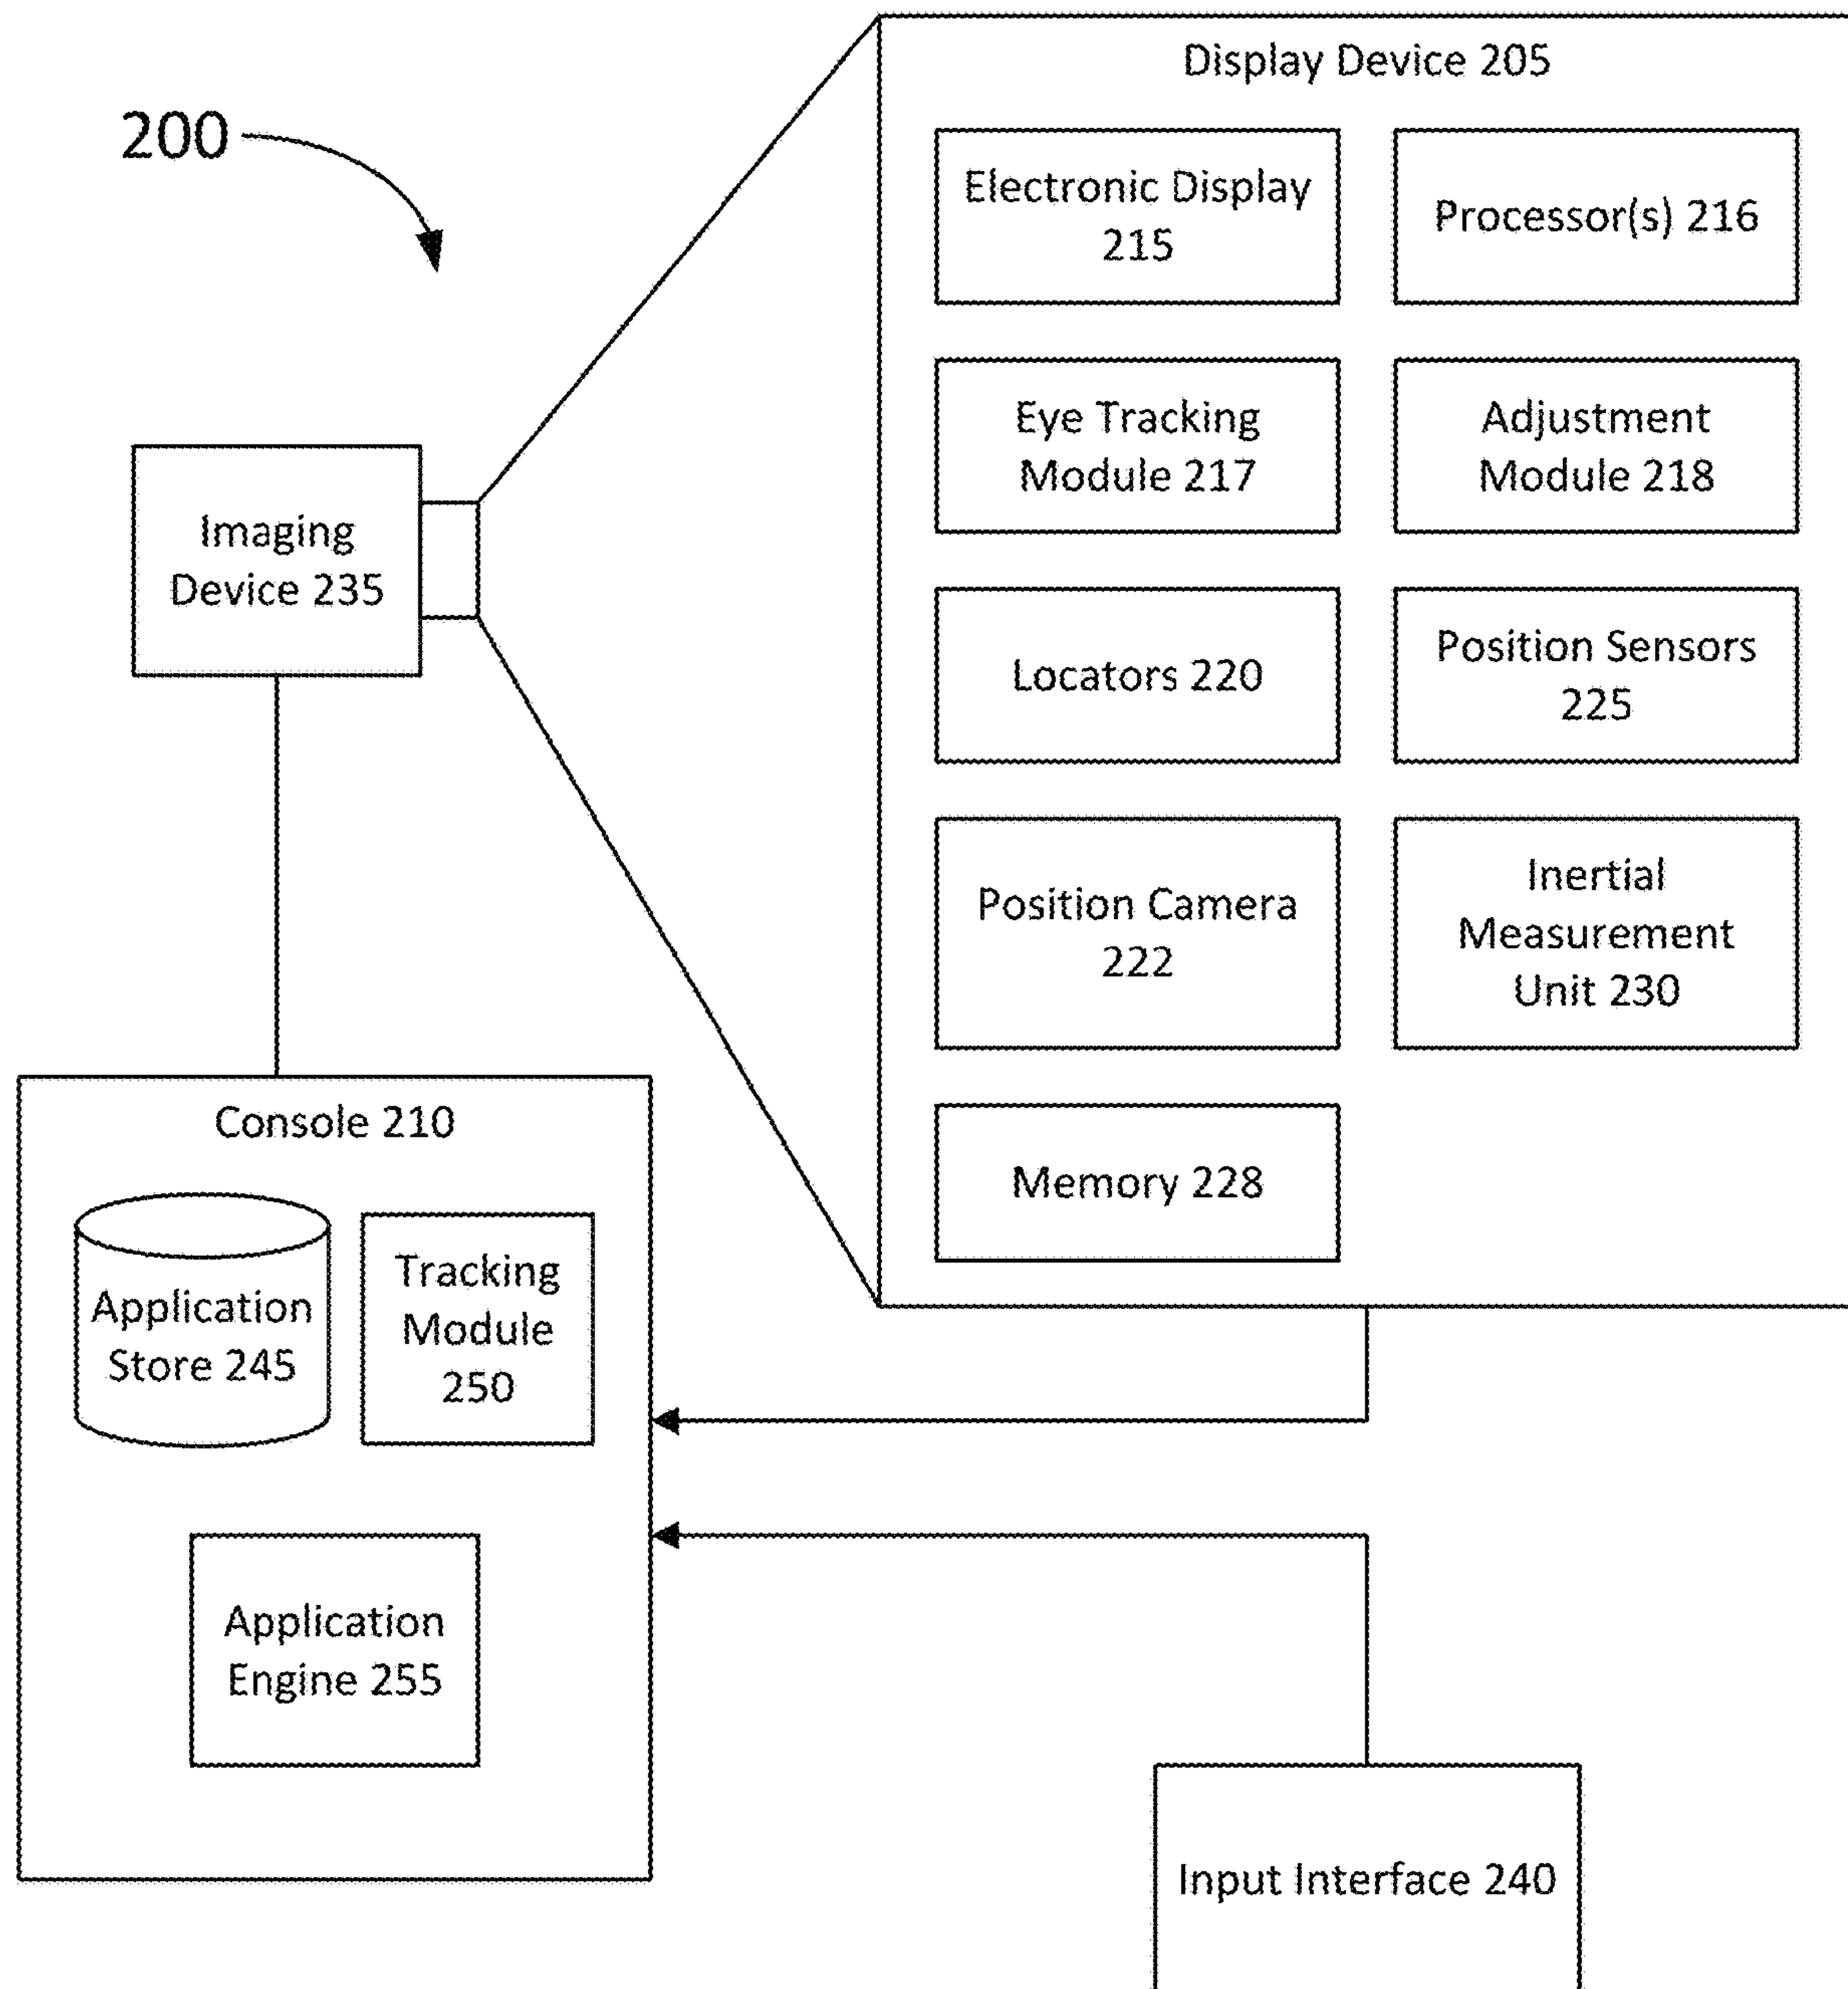 200
Display Device 205
Electronic Display
215
Processor(s) 216
Eye Tracking
Module 217
Adjustment
Module 218
Imaging
Device 235
Locators 220
Position Sensors
225
Position Camera
222
Inertial
Measurement
Unit 230
Memory 228
Console 210
Application
Store 245
Tracking
Module
250
Application
Engine 255
Input Interface 240